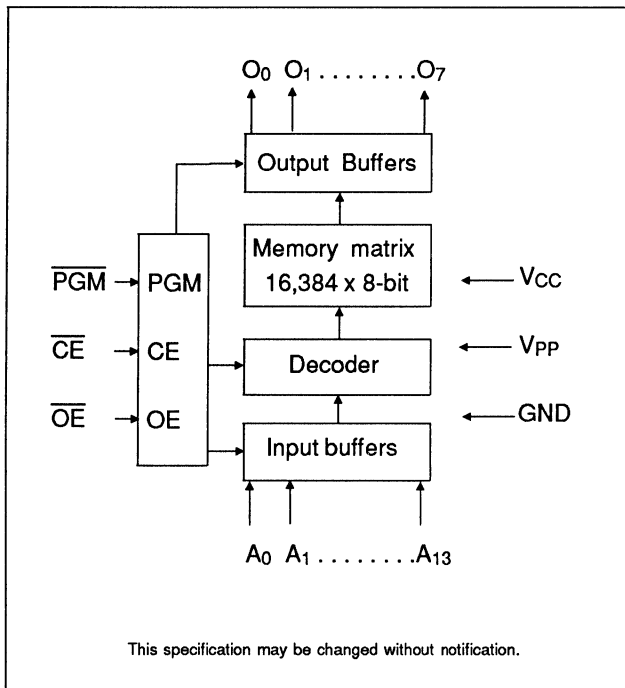 O0 O1 . . . . . . . . O7
Output Buffers
Memory matrix
16,384 x 8-bit
PGM PGM VCC
CE CE Decoder VPP
OE OE GND
Input buffers
A0 A1 . . . . . . . . A13
This specification may be changed without notification.